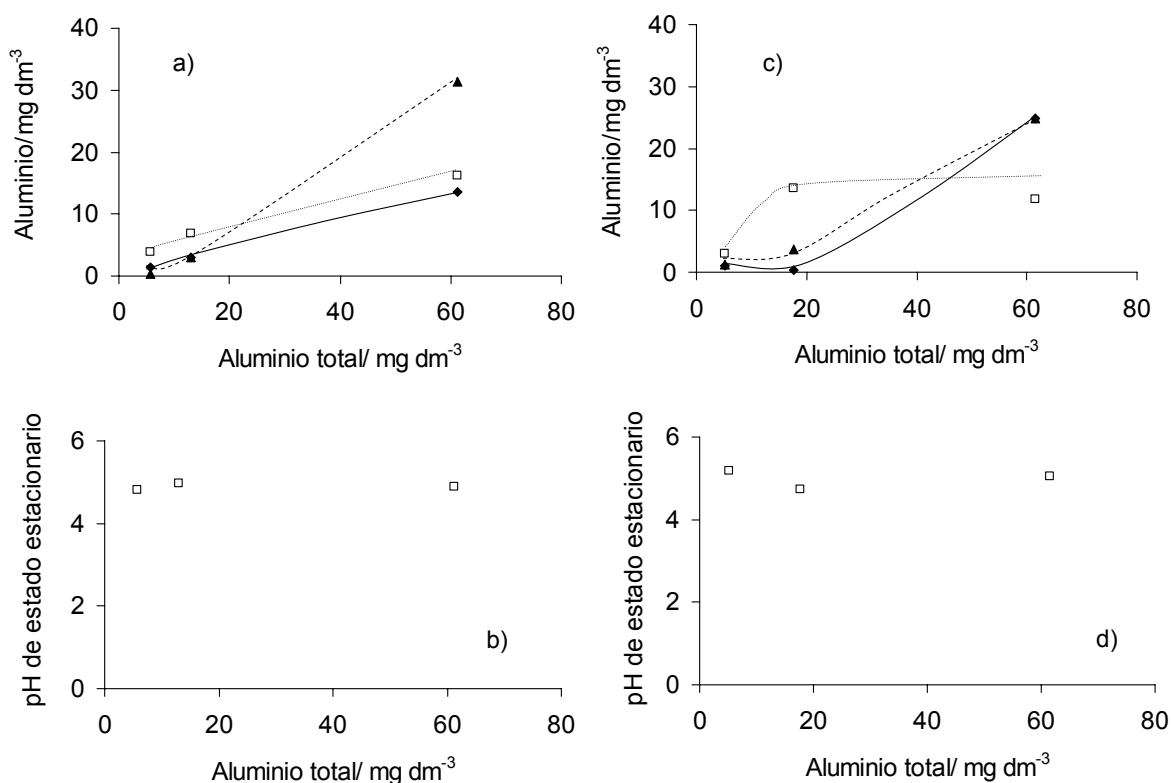 40
30
20
10
0
Aluminio/mg dm-3
a)
0 20 40 60 80
Aluminio total/ mg dm-3
40
30
20
10
0
Aluminio/mg dm-3
c)
0 20 40 60 80
Aluminio total/ mg dm-3
6
4
2
0
pH de estado estacionario
b)
0 20 40 60 80
Aluminio total/ mg dm-3
6
4
2
0
pH de estado estacionario
d)
0 20 40 60 80
Aluminio total/ mg dm-3